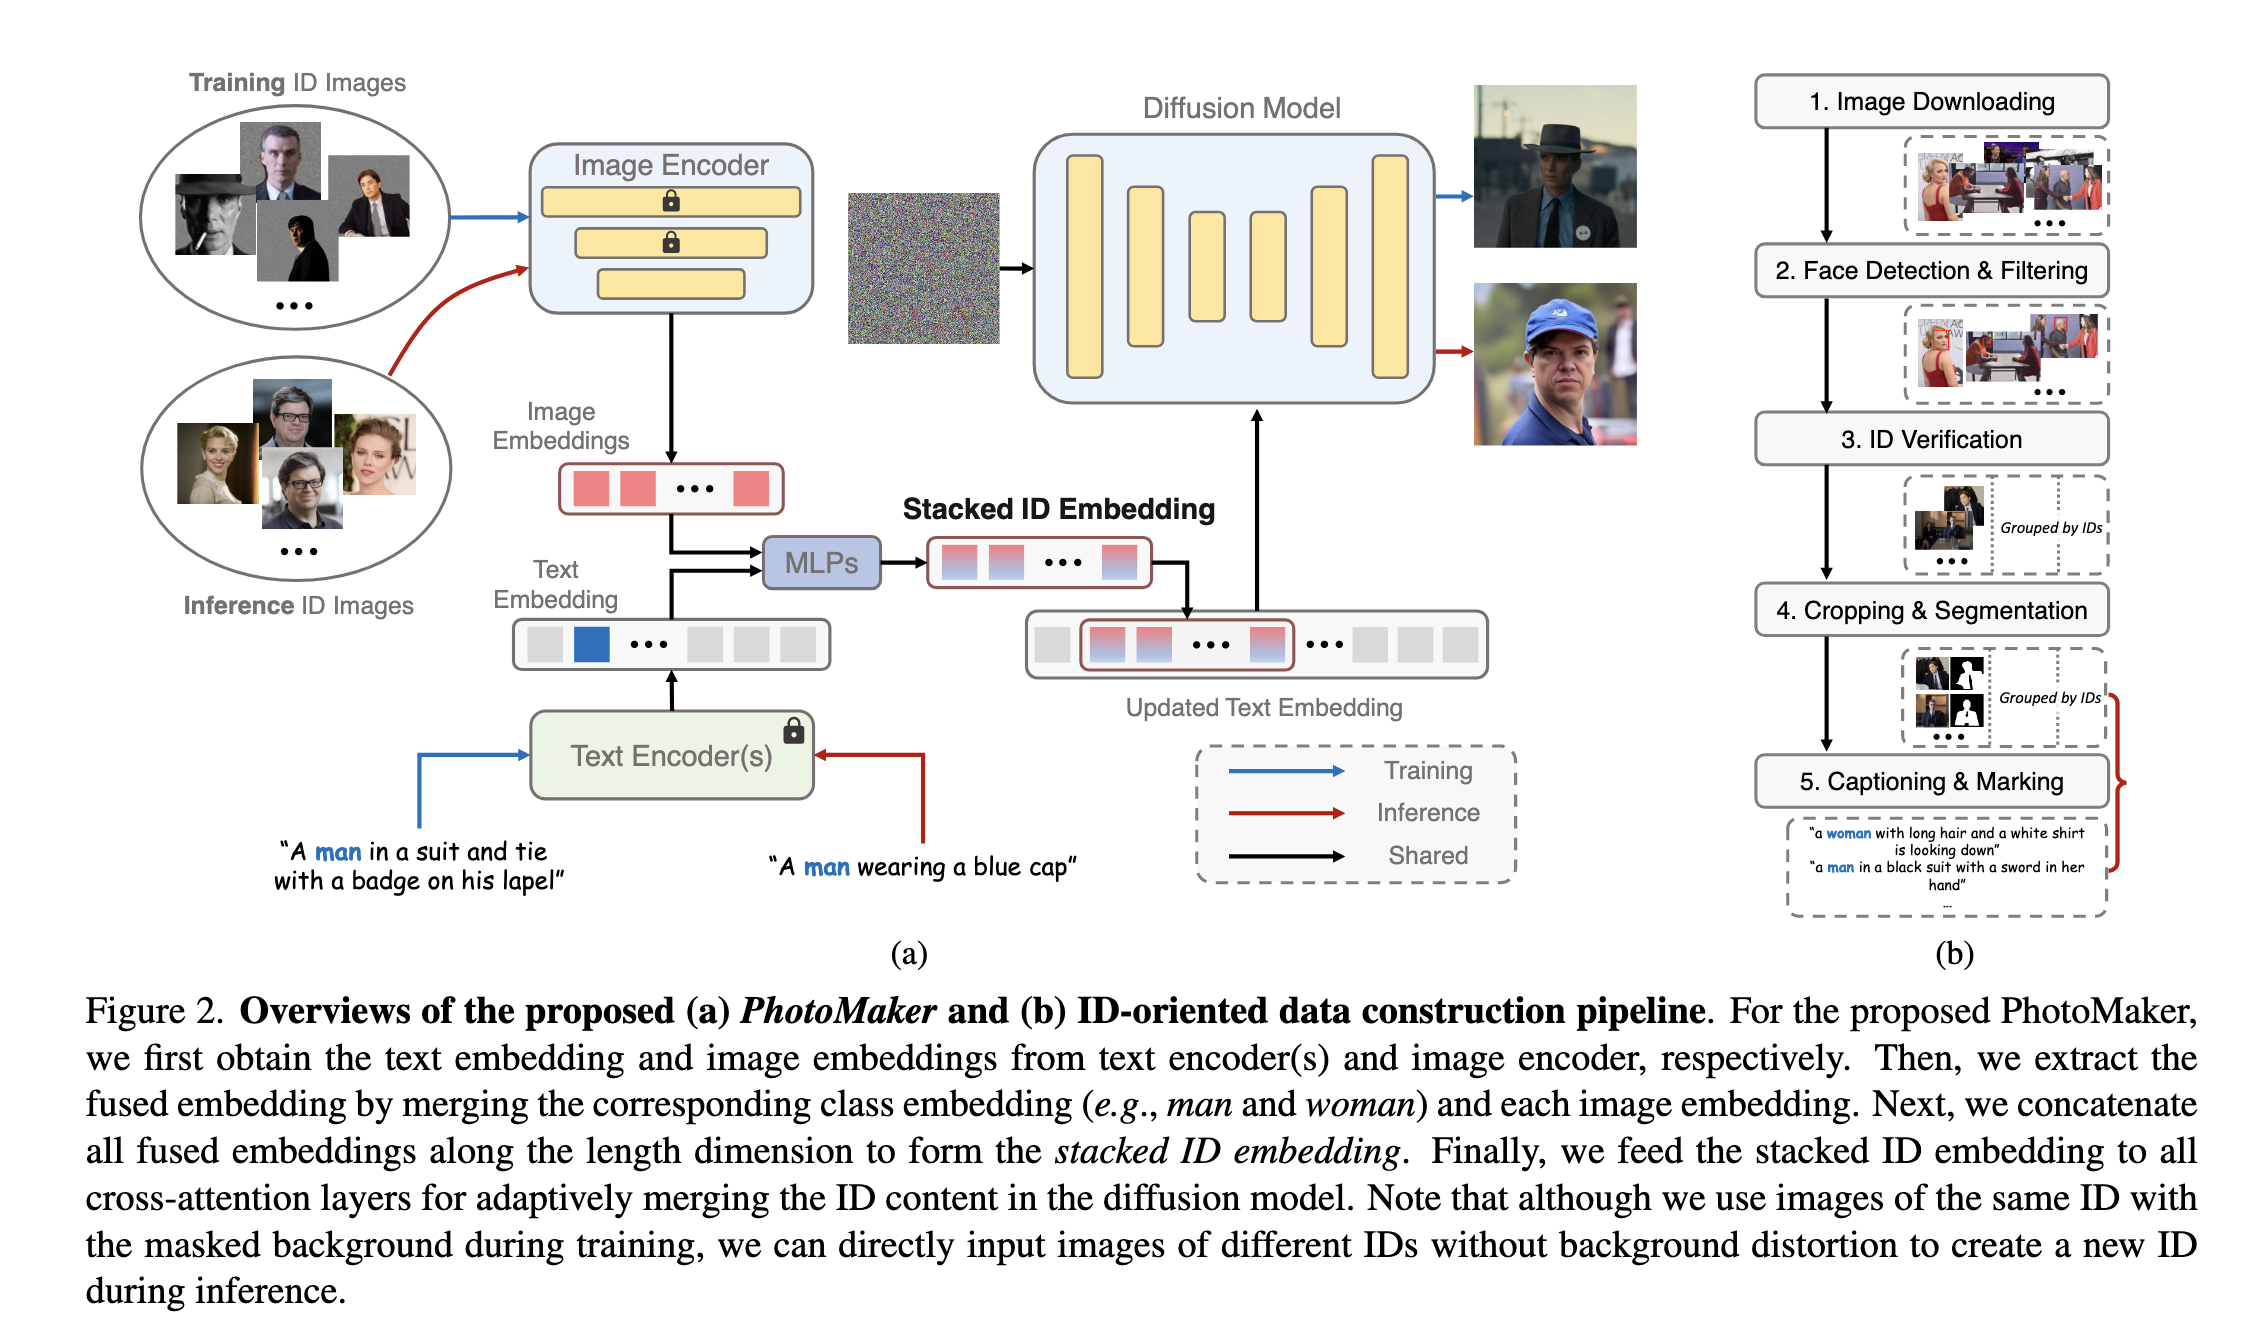 Training ID Images
Inference ID Images
Image Encoder
Image
Embeddings
Text
Embedding
MLPs
Stacked ID Embedding
Text Encoder(s)
“A man in a suit and tie
with a badge on his lapel”
“A man wearing a blue cap”
Diffusion Model
Updated Text Embedding
Training
Inference
Shared
(a)
1. Image Downloading
2. Face Detection & Filtering
3. ID Verification
Grouped by IDs
4. Cropping & Segmentation
Grouped by IDs
5. Captioning & Marking
“a woman with long hair and a white shirt
is looking down”
“a man in a black suit with a sword in her
hand”
...
(b)
Figure 2. Overviews of the proposed (a) PhotoMaker and (b) ID-oriented data construction pipeline. For the proposed PhotoMaker,
we first obtain the text embedding and image embeddings from text encoder(s) and image encoder, respectively. Then, we extract the
fused embedding by merging the corresponding class embedding (e.g., man and woman) and each image embedding. Next, we concatenate
all fused embeddings along the length dimension to form the stacked ID embedding. Finally, we feed the stacked ID embedding to all
cross-attention layers for adaptively merging the ID content in the diffusion model. Note that although we use images of the same ID with
the masked background during training, we can directly input images of different IDs without background distortion to create a new ID
during inference.